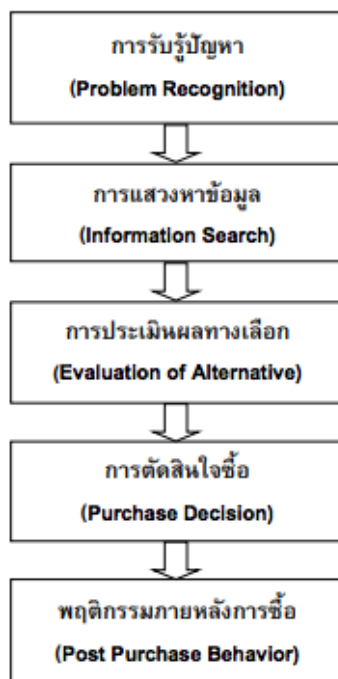 การรับรู้ปัญหา
(Problem Recognition)
การแสวงหาข้อมูล
(Information Search)
การประเมินผลทางเลือก
(Evaluation of Alternative)
การตัดสินใจซื้อ
(Purchase Decision)
พฤติกรรมภายหลังการซื้อ
(Post Purchase Behavior)